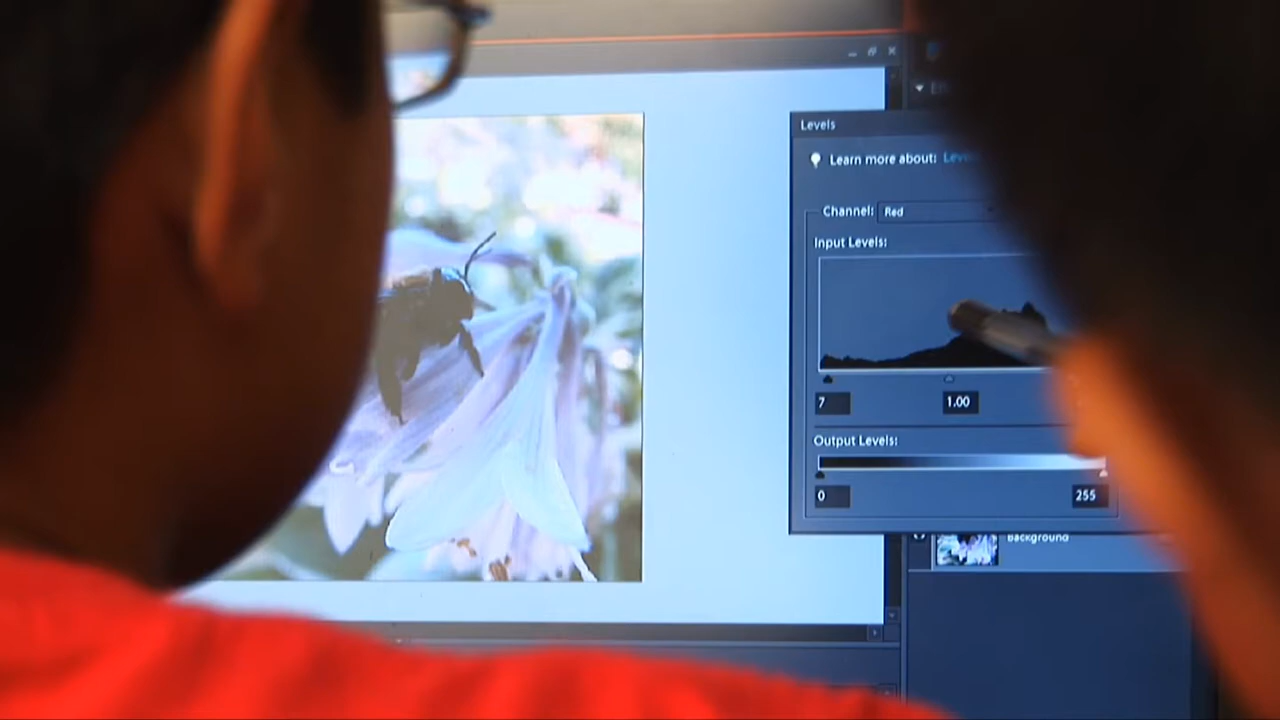 Levels
Learn more about:
Channel: Red
Input Levels:
7 1.00
Output Levels:
0 255
Background